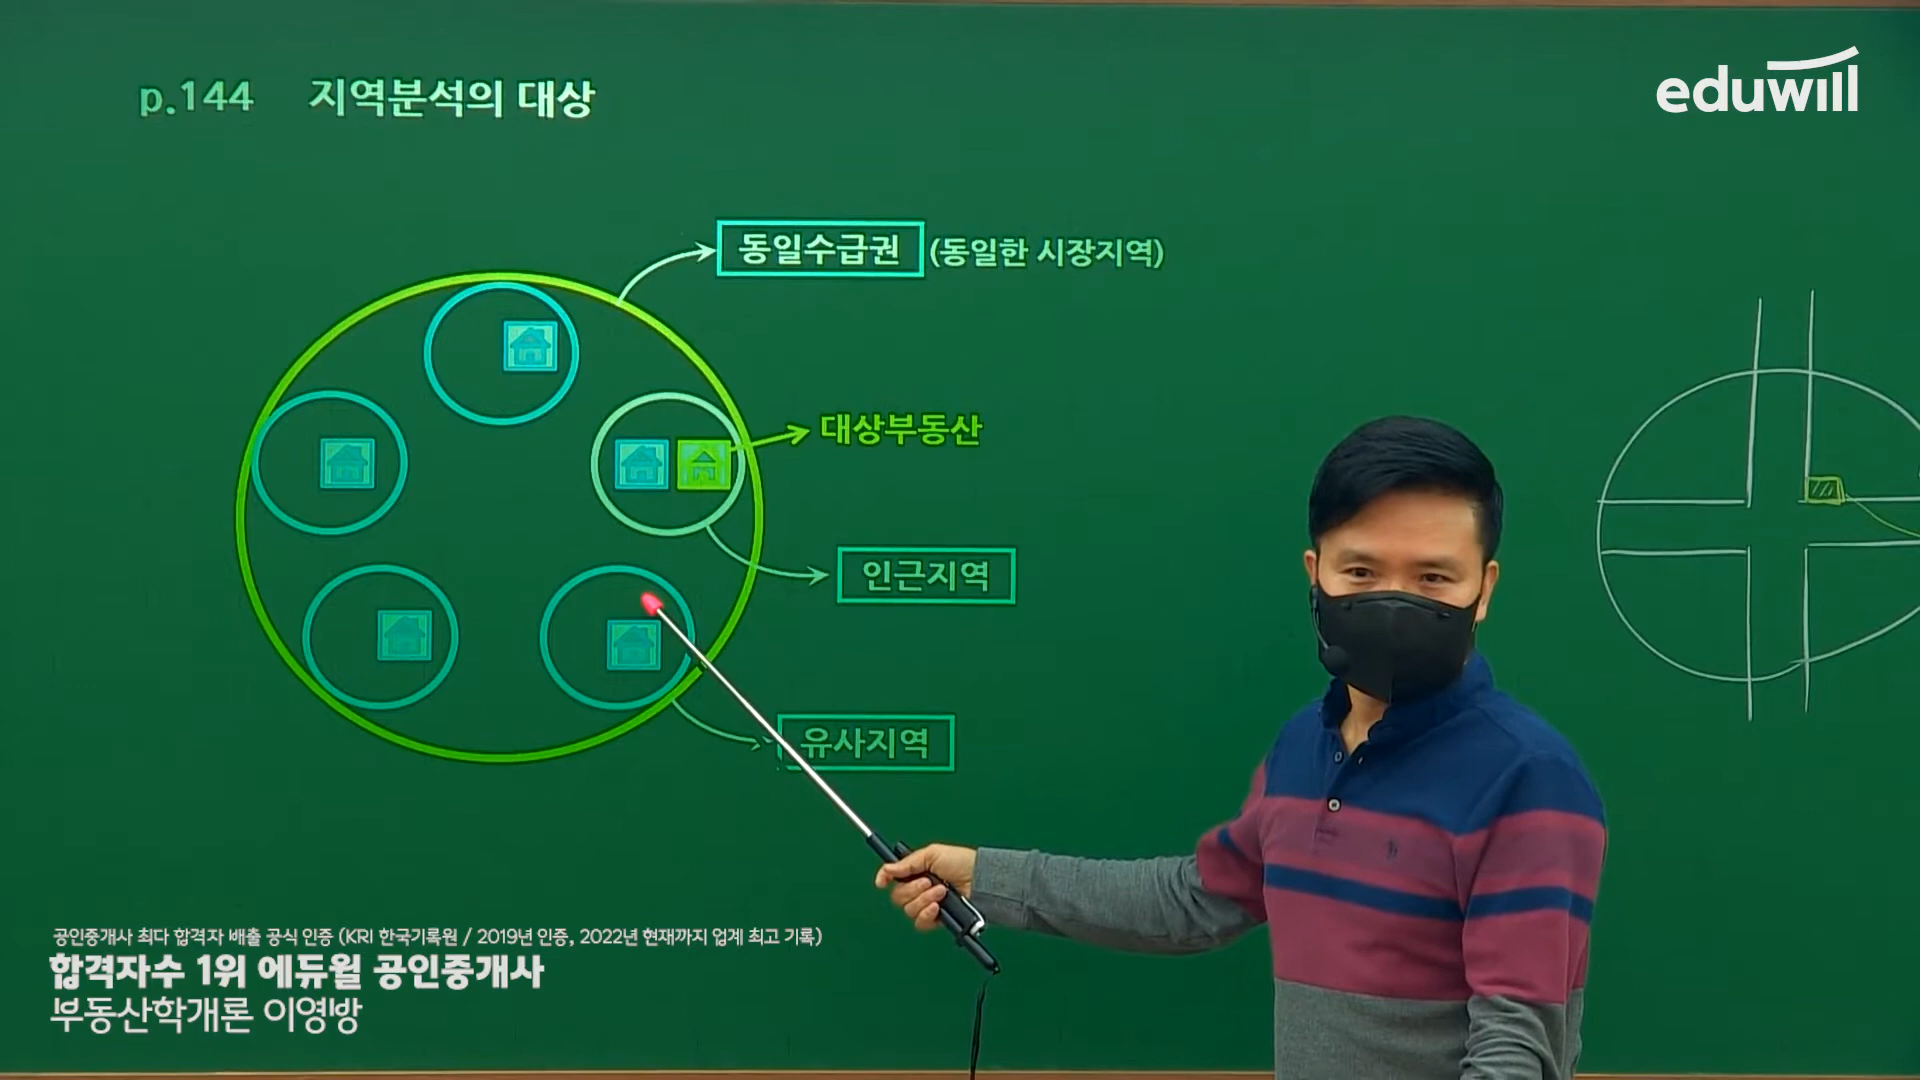 p.144 지역분석의 대상
eduwill
동일수급권 (동일한 시장지역)
대상부동산
인근지역
유사지역
공인중개사 최다 합격자 배출 공식 인증 (KRI 한국기록원 / 2019년 인증, 2022년 현재까지 업계 최고 기록)
합격자수 1위 에듀윌 공인중개사
부동산학개론 이영방